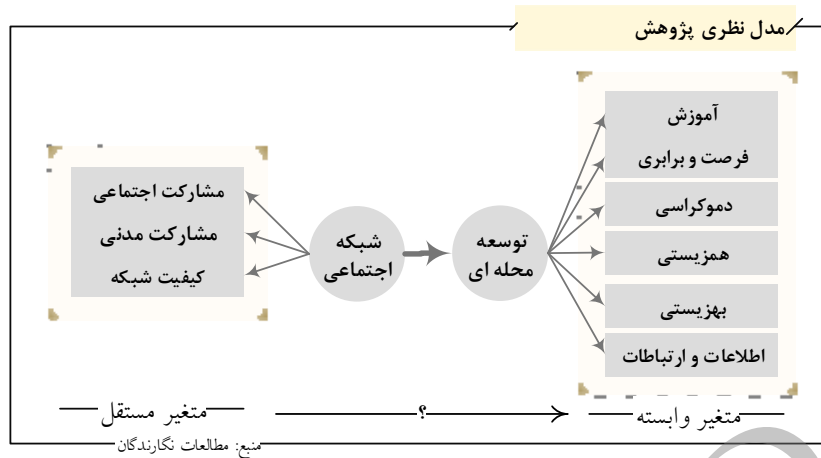 مدل نظری پژوهش
آموزش
فرصت و برابری
دموکراسی
همزیستی
بهزیستی
اطلاعات و ارتباطات
توسعه
محله ای
شبکه
اجتماعی
مشارکت اجتماعی
مشارکت مدنی
کیفیت شبکه
متغیر وابسته
؟
متغیر مستقل
منبع: مطالعات نگارندگان